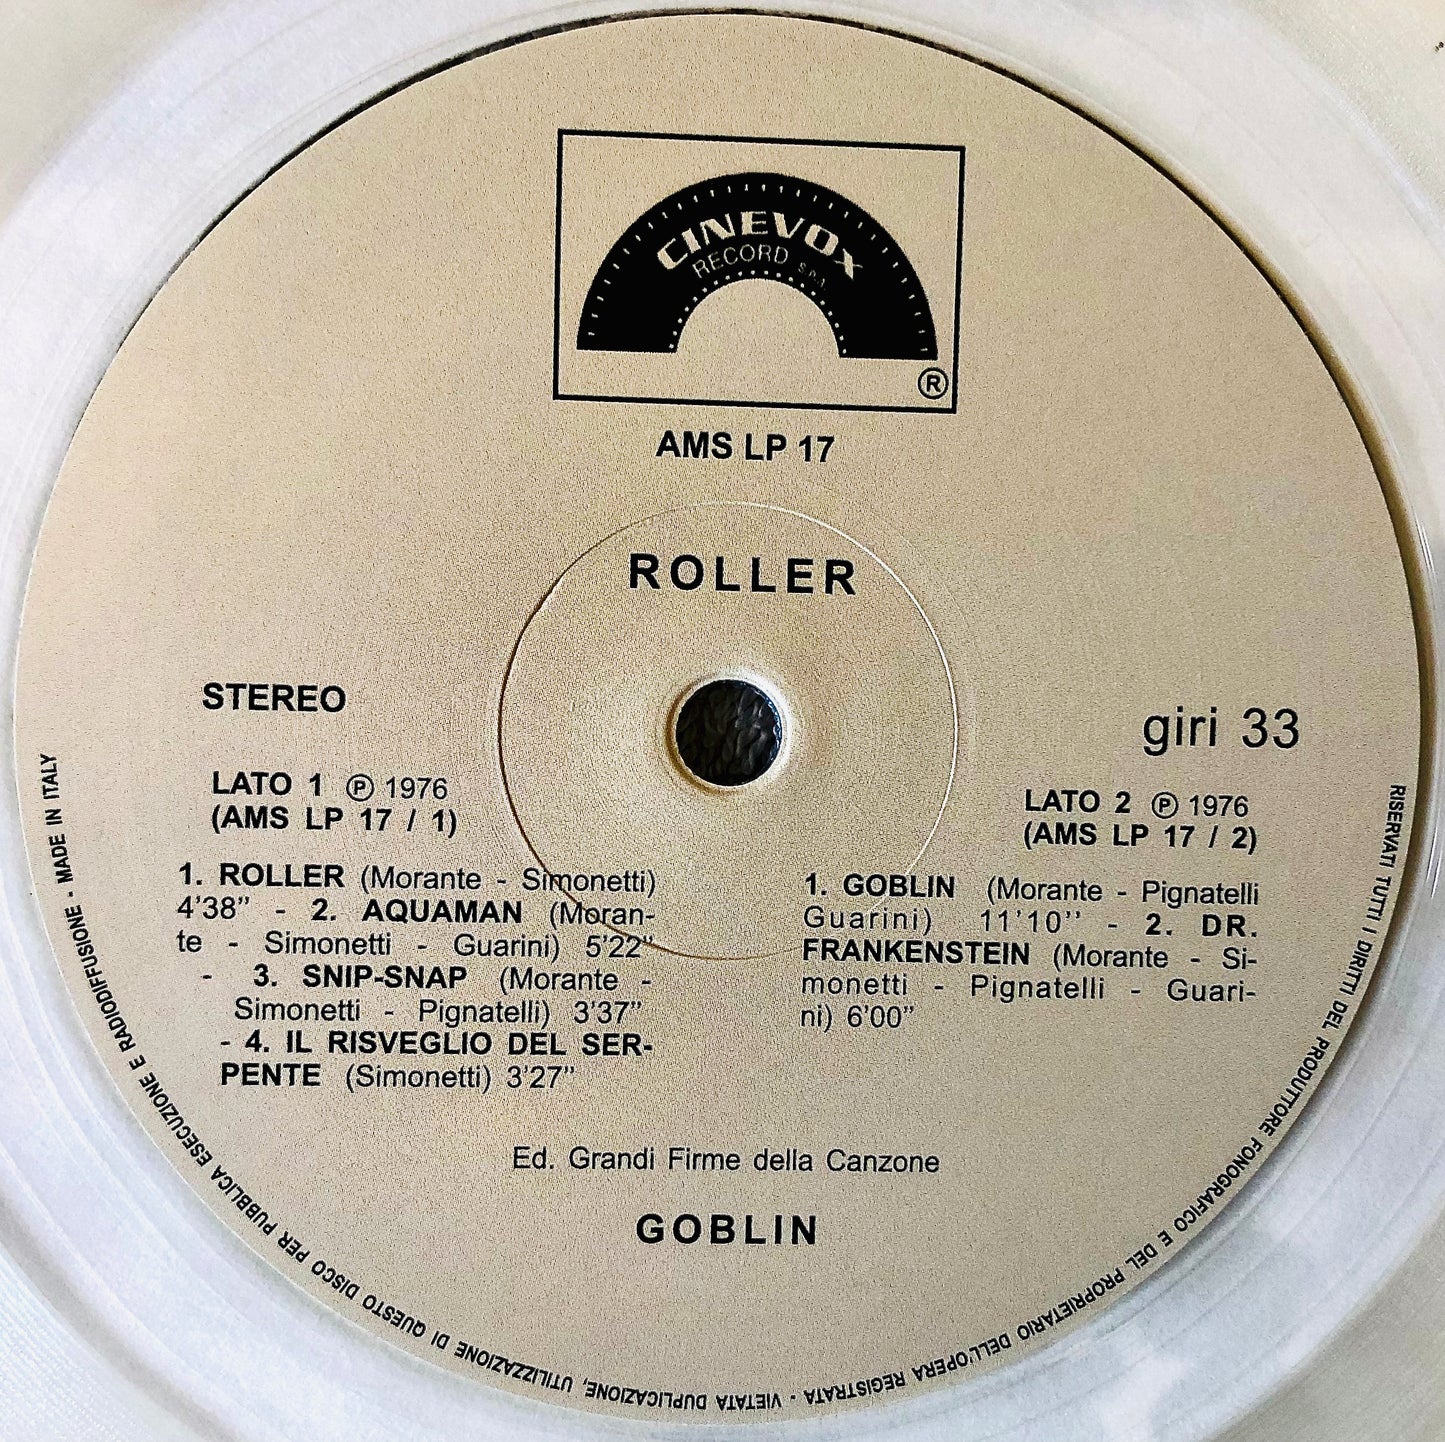 CINEVOX
RECORD S.p.A.
®
AMS LP 17
ROLLER
STEREO
giri 33
LATO 1 ℗ 1976
(AMS LP 17 / 1)
1. ROLLER (Morante - Simonetti)
4'38" - 2. AQUAMAN (Moran-
te - Simonetti - Guarini) 5'22"
- 3. SNIP-SNAP (Morante -
Simonetti - Pignatelli) 3'37"
- 4. IL RISVEGLIO DEL SER-
PENTE (Simonetti) 3'27"
LATO 2 ℗ 1976
(AMS LP 17 / 2)
1. GOBLIN (Morante - Pignatelli
Guarini) 11'10'' - 2. DR.
FRANKENSTEIN (Morante - Si-
monetti - Pignatelli - Guari-
ni) 6'00"
Ed. Grandi Firme della Canzone
GOBLIN
RISERVATI TUTTI I DIRITTI DEL PRODUTTORE FONOGRAFICO E DEL PROPRIETARIO DELL'OPERA REGISTRATA - VIETATA DUPLICAZIONE, UTILIZZAZIONE DI QUESTO DISCO PER PUBBLICA ESECUZIONE E RADIODIFFUSIONE - MADE IN ITALY